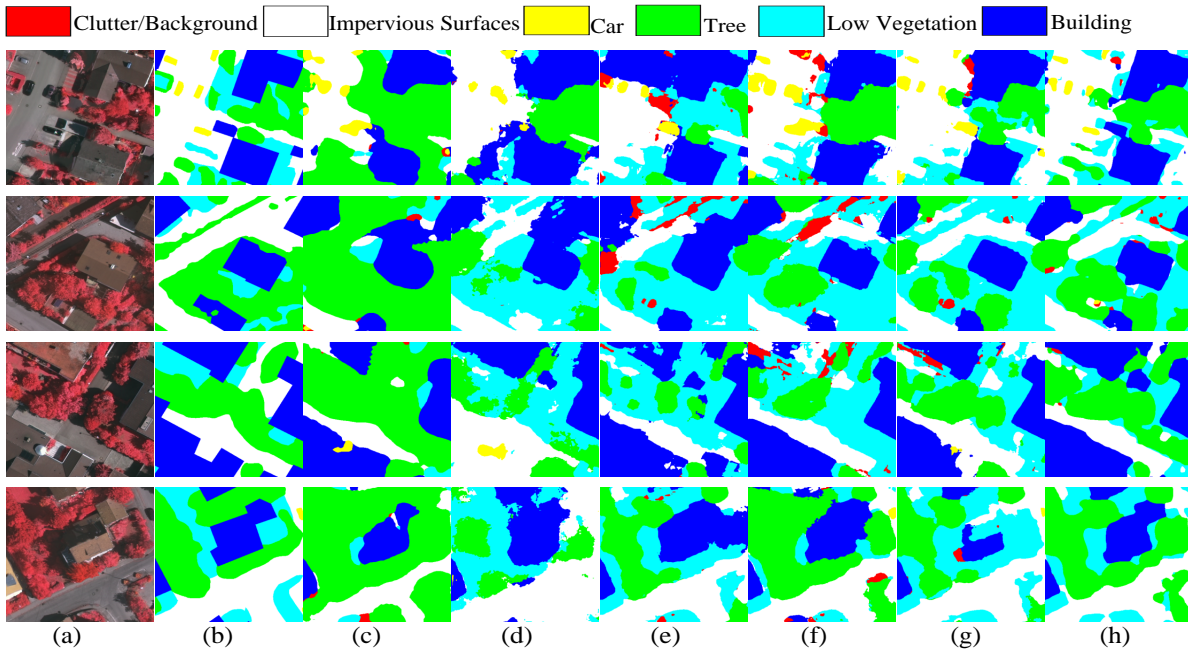 Clutter/Background Impervious Surfaces Car Tree Low Vegetation Building
(a) (b) (c) (d) (e) (f) (g) (h)